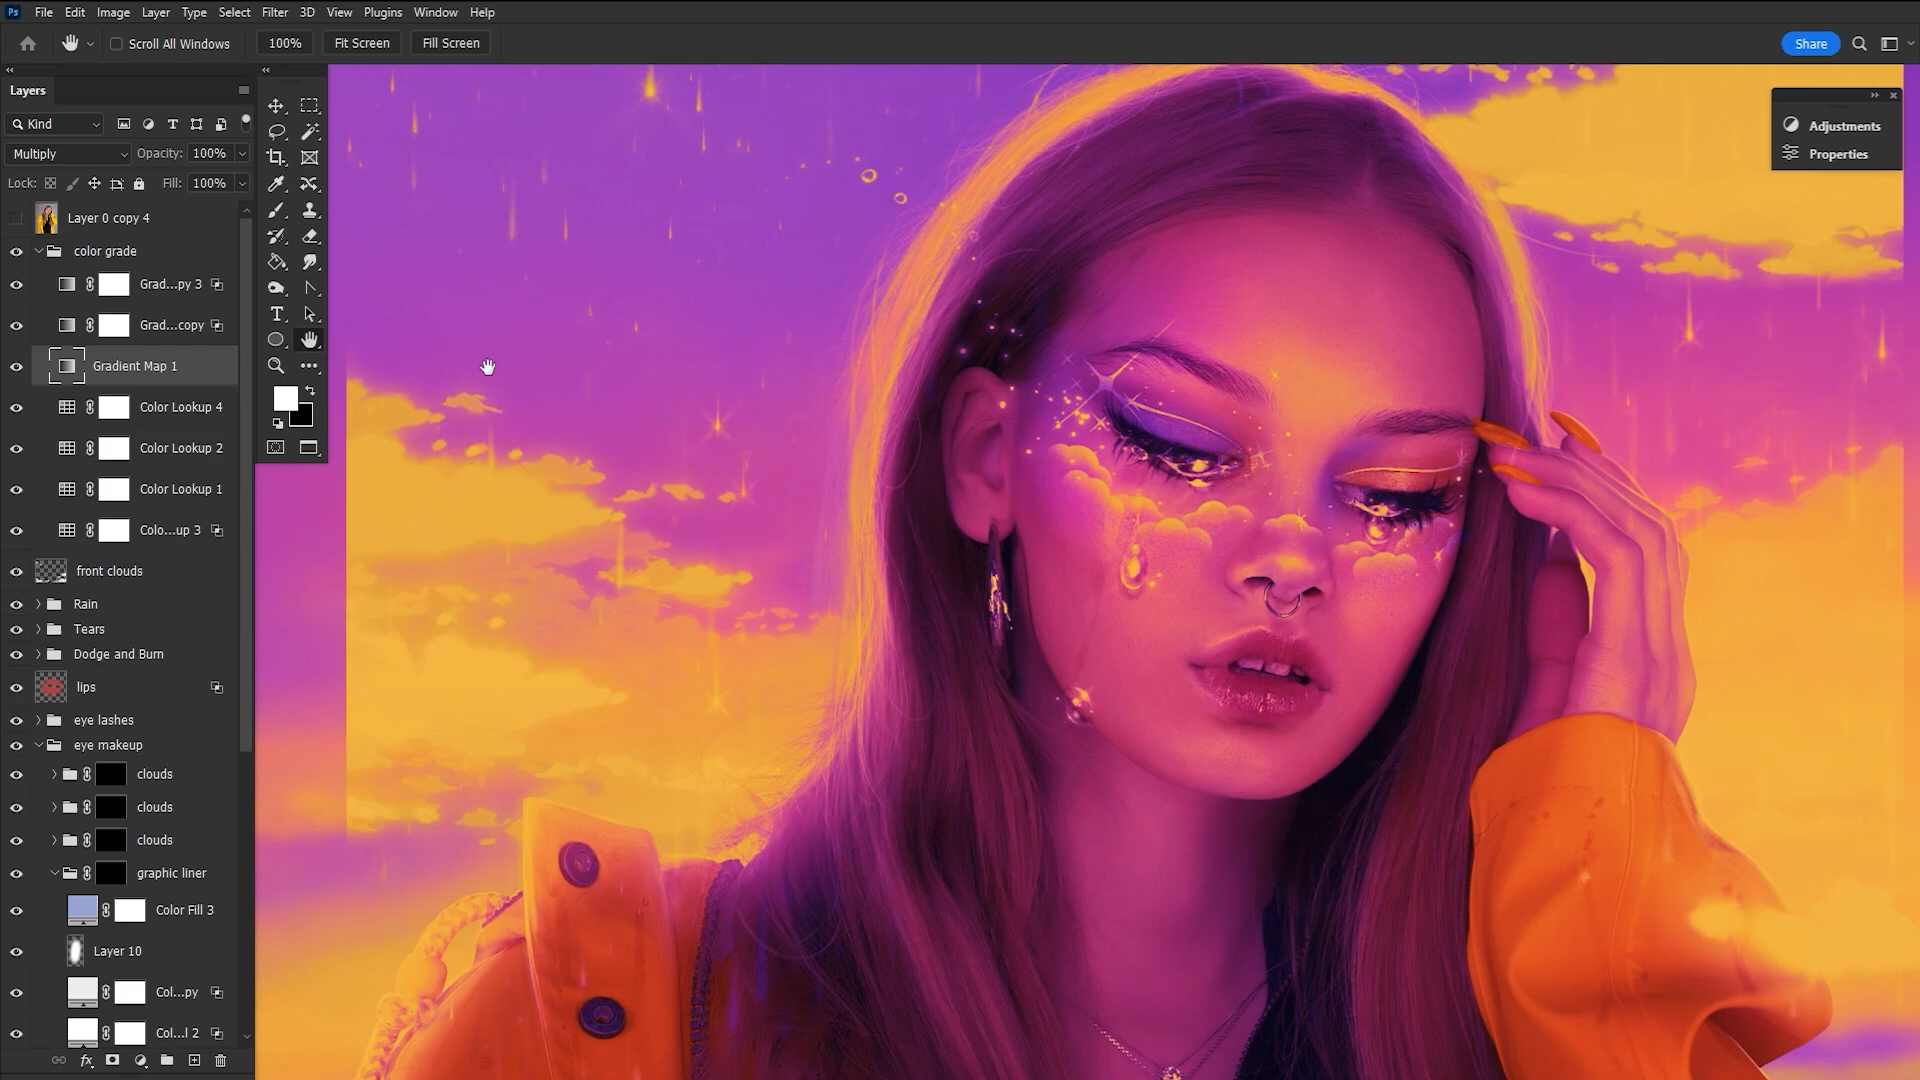 Ps File Edit Image Layer Type Select Filter 3D View Plugins Window Help
Scroll All Windows 100% Fit Screen Fill Screen Share
Layers
Kind
Multiply Opacity: 100%
Lock: Fill: 100%
Layer 0 copy 4
color grade
Grad...py 3
Grad...copy
Gradient Map 1
Color Lookup 4
Color Lookup 2
Color Lookup 1
Colo...up 3
front clouds
Rain
Tears
Dodge and Burn
lips
eye lashes
eye makeup
clouds
clouds
clouds
graphic liner
Color Fill 3
Layer 10
Col...py
Col...l 2
fx
Adjustments
Properties